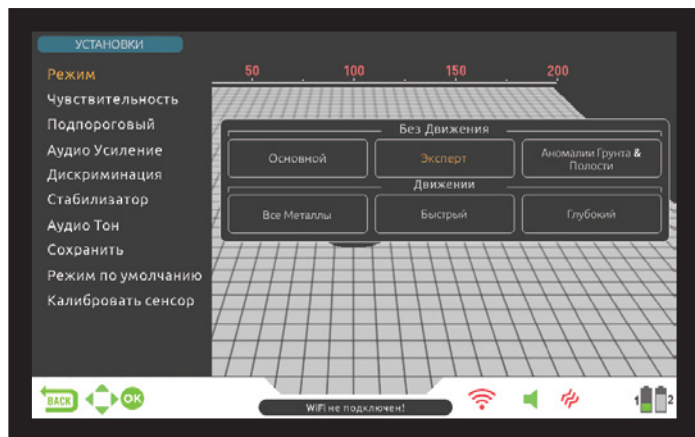 УСТАНОВКИ
Режим
Чувствительность
Подпороговый
Аудио Усиление
Дискриминация
Стабилизатор
Аудио Тон
Сохранить
Режим по умолчанию
Калибровать сенсор
50 100 150 200
Без Движения
Основной
Эксперт
Аномалии Грунта &
Полости
Движении
Все Металлы
Быстрый
Глубокий
BACK
OK
WiFi не подключен!
1 2